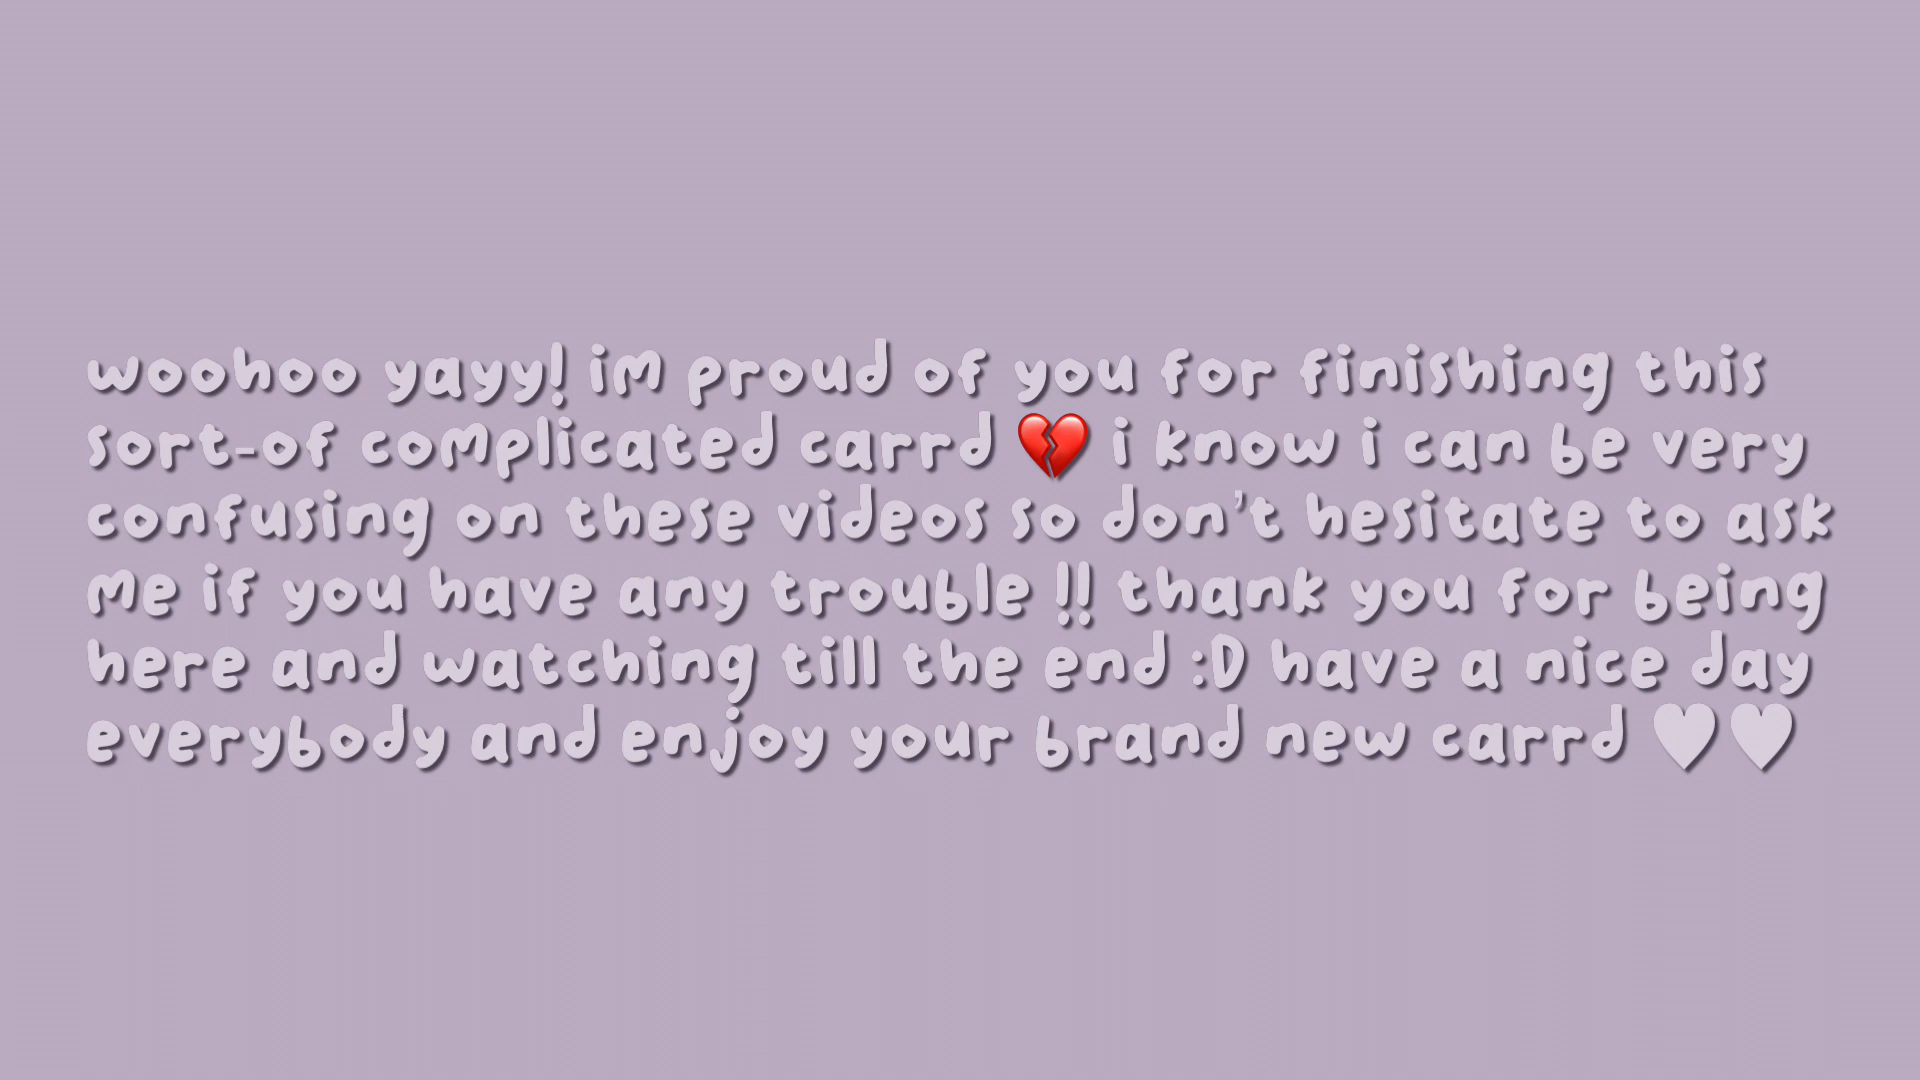 woohoo yayy! im proud of you for finishing this
sort-of complicated carrd 💔 i know i can be very
confusing on these videos so don't hesitate to ask
me if you have any trouble !! thank you for being
here and watching till the end :D have a nice day
everybody and enjoy your brand new carrd ♥♥